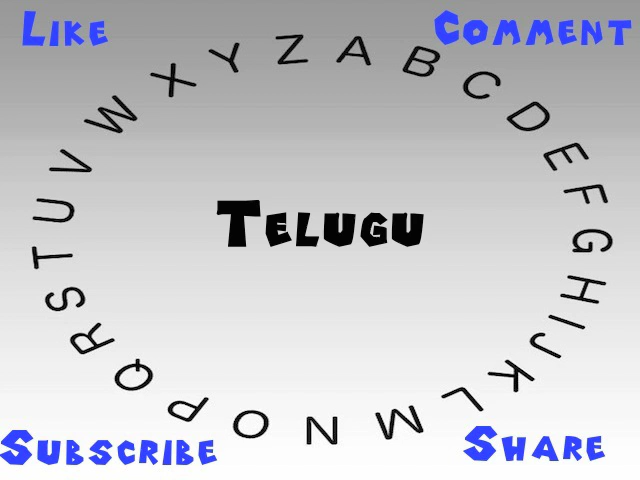 Like
Comment
A B C D E F G H I J K L M N O P Q R S T U V W X Y Z
Telugu
Subscribe
Share